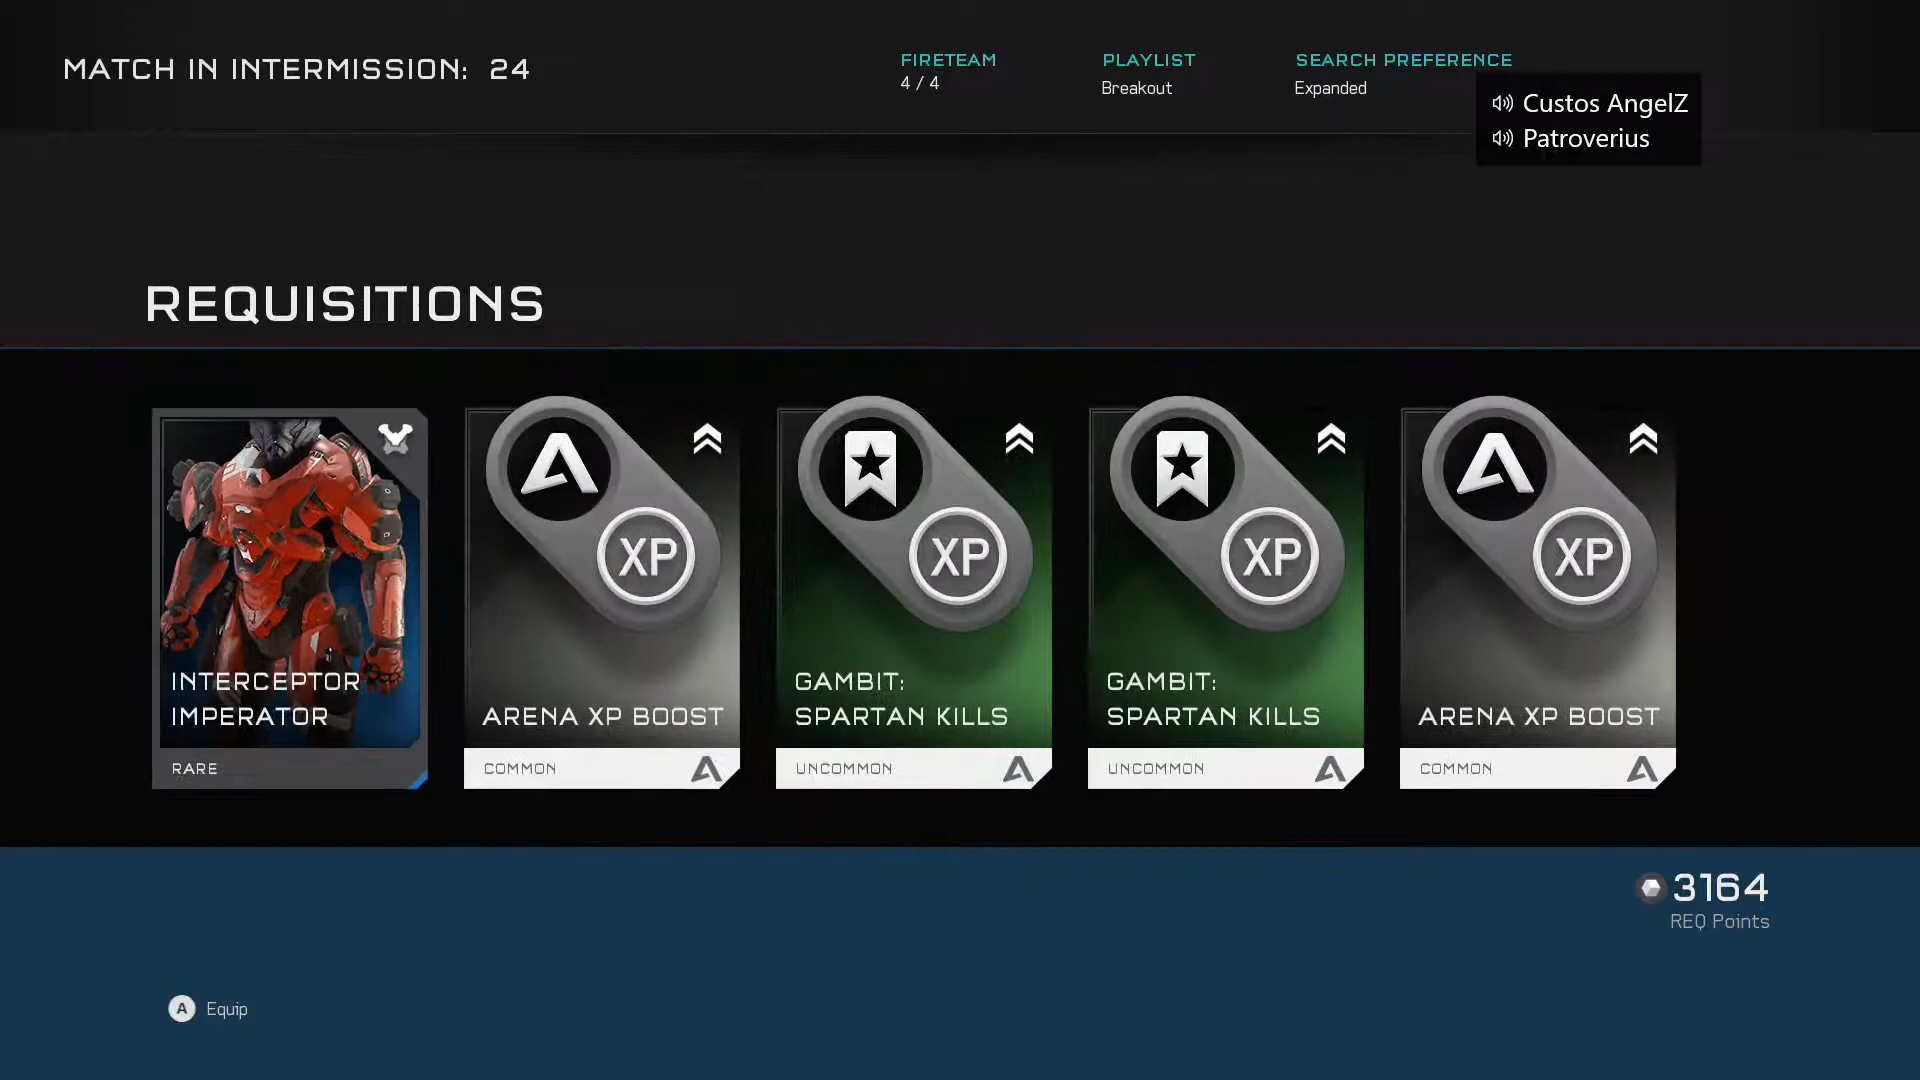 MATCH IN INTERMISSION: 24
FIRETEAM
4 / 4
PLAYLIST
Breakout
SEARCH PREFERENCE
Expanded
Custos AngelZ
Patroverius
REQUISITIONS
INTERCEPTOR
IMPERATOR
RARE
XP
ARENA XP BOOST
COMMON
XP
GAMBIT:
SPARTAN KILLS
UNCOMMON
XP
GAMBIT:
SPARTAN KILLS
UNCOMMON
XP
ARENA XP BOOST
COMMON
3164
REQ Points
A Equip